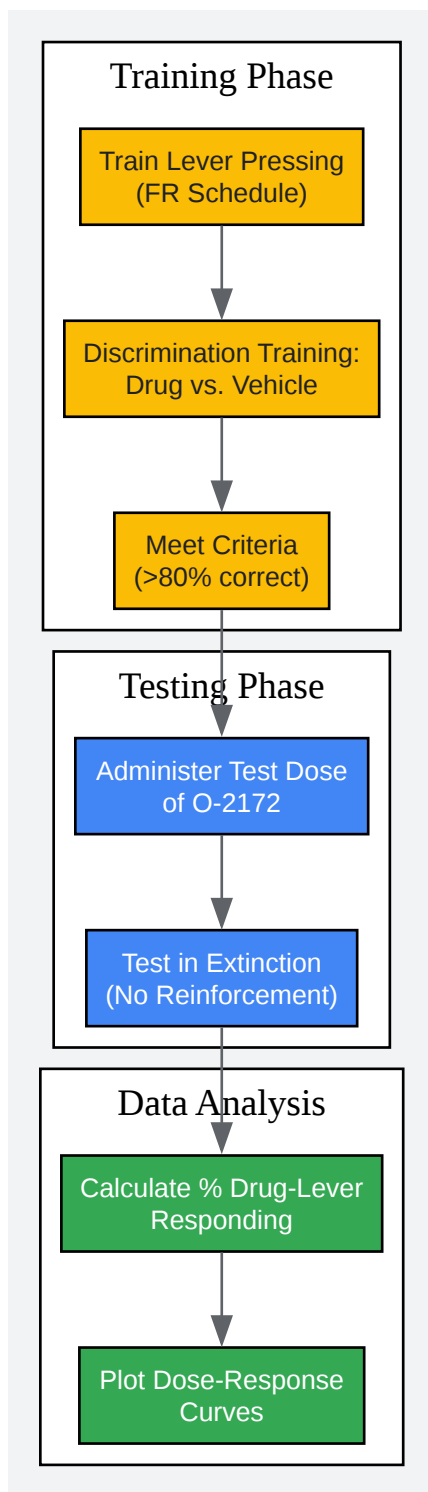 Training Phase
Train Lever Pressing
(FR Schedule)
Discrimination Training:
Drug vs. Vehicle
Meet Criteria
(>80% correct)
Testing Phase
Administer Test Dose
of O-2172
Test in Extinction
(No Reinforcement)
Data Analysis
Calculate % Drug-Lever
Responding
Plot Dose-Response
Curves